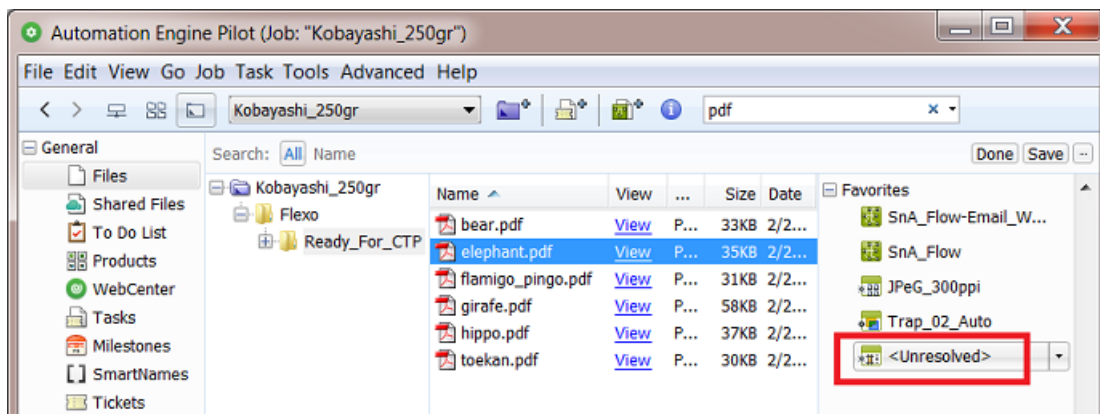 Automation Engine Pilot (Job: "Kobayashi_250gr")
File Edit View Go Job Task Tools Advanced Help
Kobayashi_250gr
pdf
General
Files
Shared Files
To Do List
Products
WebCenter
Tasks
Milestones
SmartNames
Tickets
Search: All Name
Done Save ...
Kobayashi_250gr
Flexo
Ready_For_CTP
Name View ... Size Date
bear.pdf View P... 33KB 2/2...
elephant.pdf View P... 35KB 2/2...
flamigo_pingo.pdf View P... 31KB 2/2...
girafe.pdf View P... 58KB 2/2...
hippo.pdf View P... 37KB 2/2...
toekan.pdf View P... 30KB 2/2...
Favorites
SnA_Flow-Email_W...
SnA_Flow
JPeG_300ppi
Trap_02_Auto
<Unresolved>